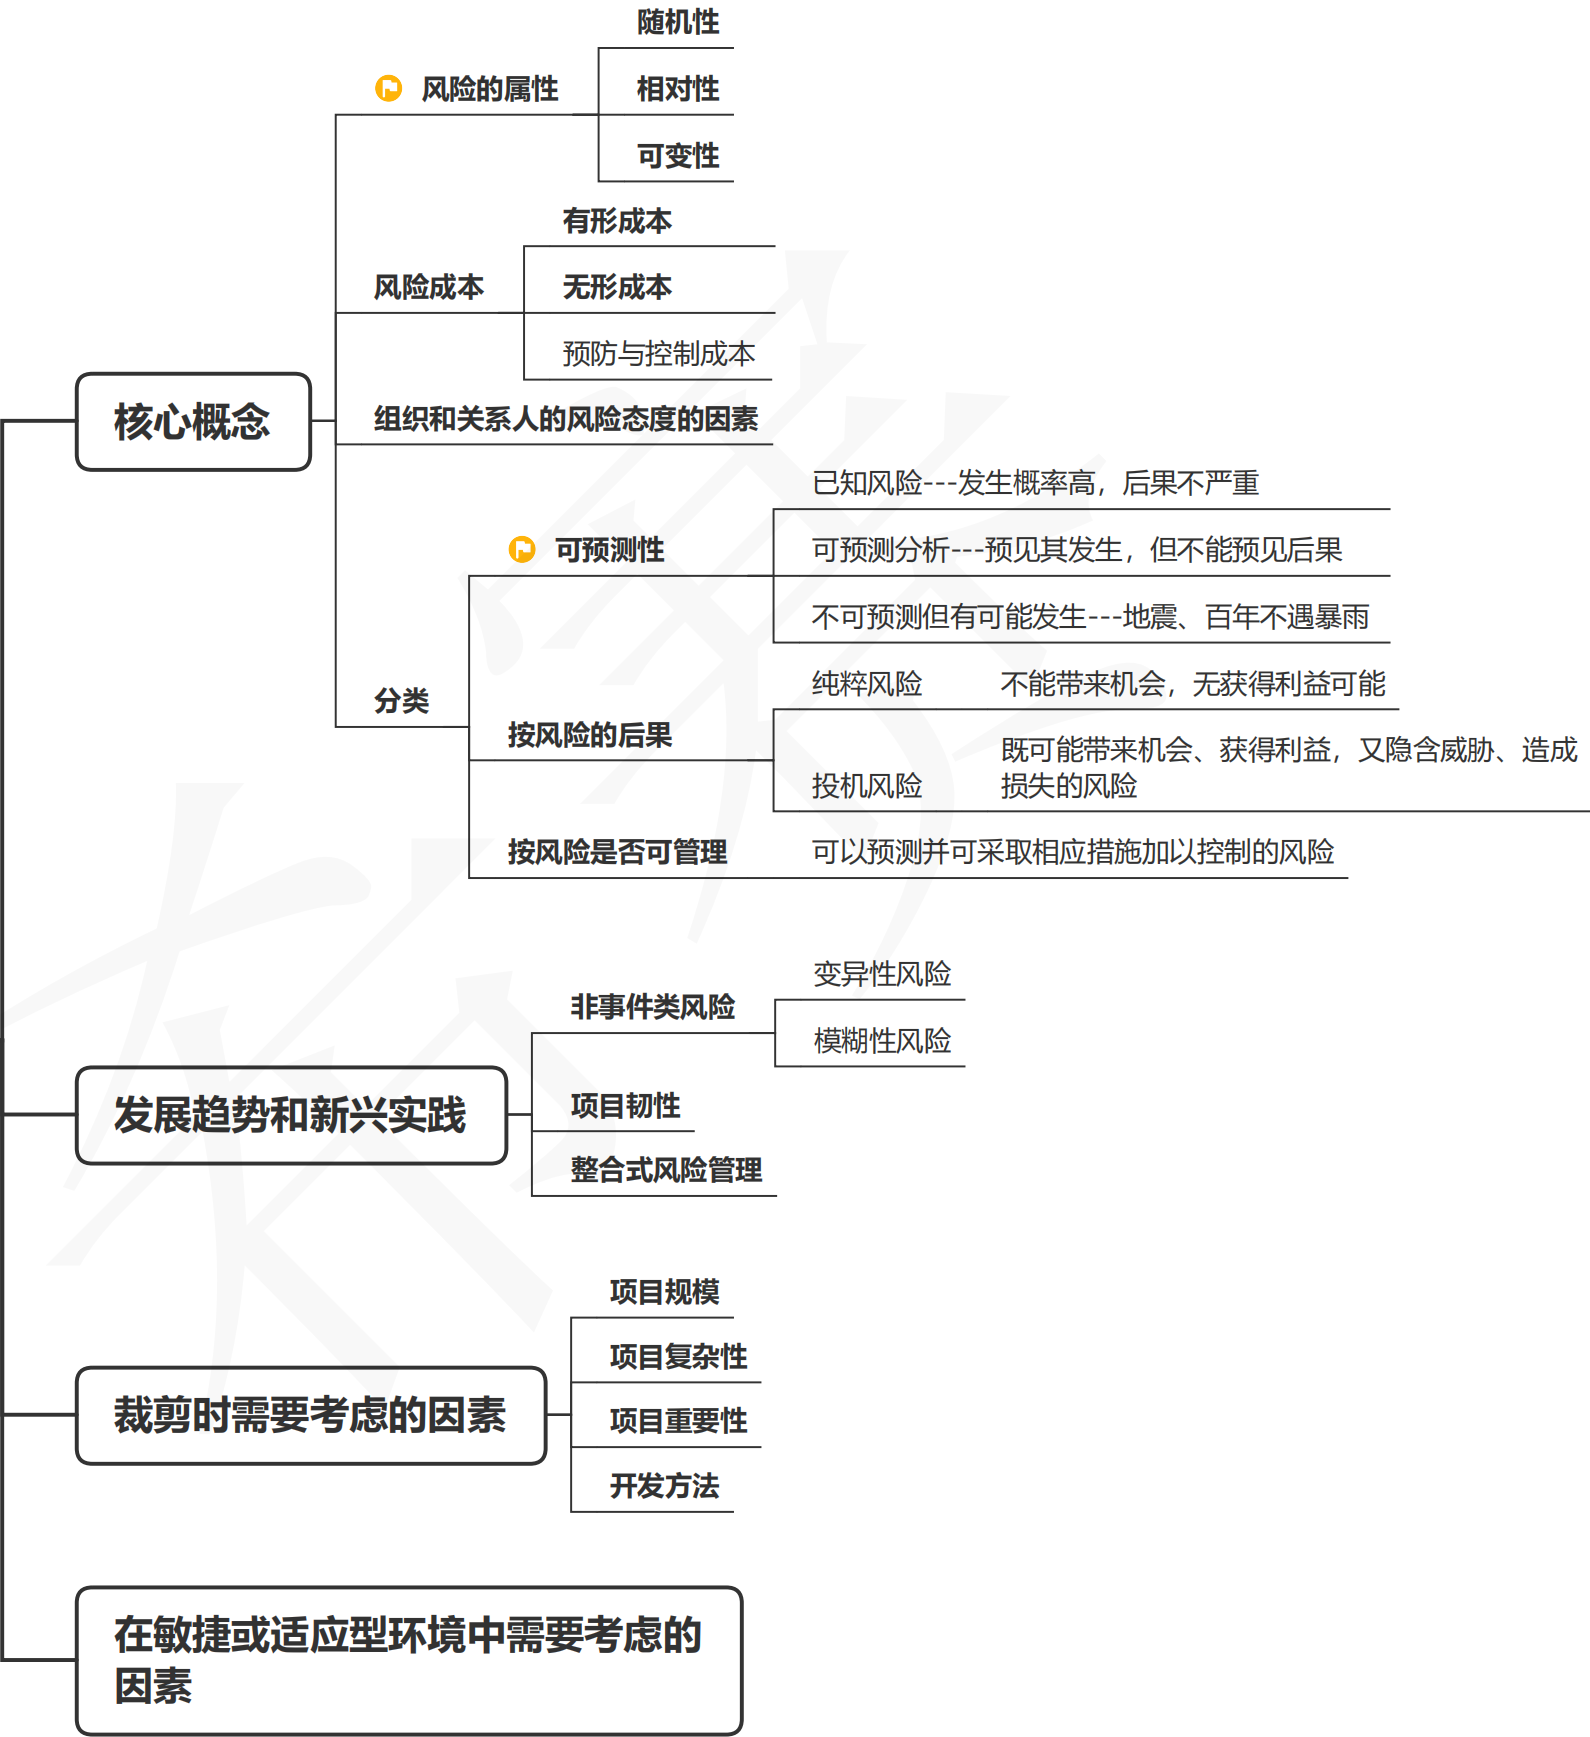 核心概念
风险的属性
随机性
相对性
可变性
风险成本
有形成本
无形成本
预防与控制成本
组织和关系人的风险态度的因素
分类
可预测性
已知风险---发生概率高，后果不严重
可预测分析---预见其发生，但不能预见后果
不可预测但有可能发生---地震、百年不遇暴雨
按风险的后果
纯粹风险
不能带来机会，无获得利益可能
投机风险
既可能带来机会、获得利益，又隐含威胁、造成
损失的风险
按风险是否可管理
可以预测并可采取相应措施加以控制的风险
发展趋势和新兴实践
非事件类风险
变异性风险
模糊性风险
项目韧性
整合式风险管理
裁剪时需要考虑的因素
项目规模
项目复杂性
项目重要性
开发方法
在敏捷或适应型环境中需要考虑的
因素